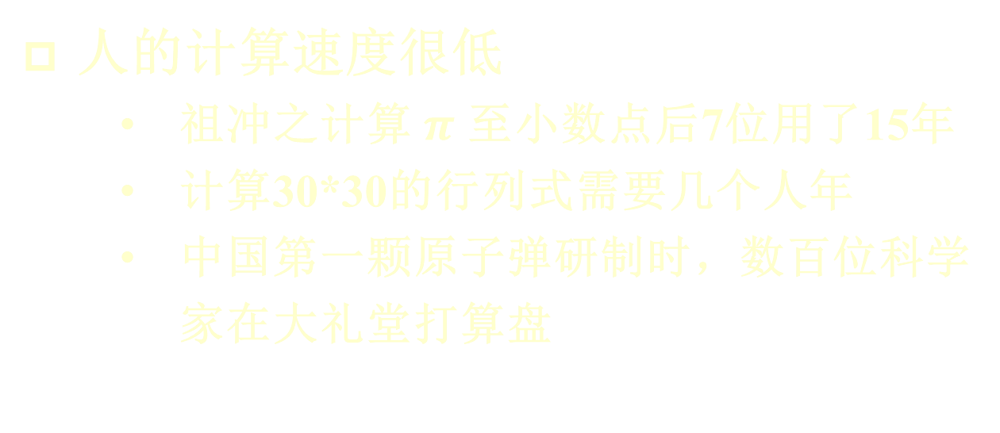 人的计算速度很低
• 祖冲之计算 π 至小数点后7位用了15年
• 计算30*30的行列式需要几个人年
• 中国第一颗原子弹研制时，数百位科学
家在大礼堂打算盘